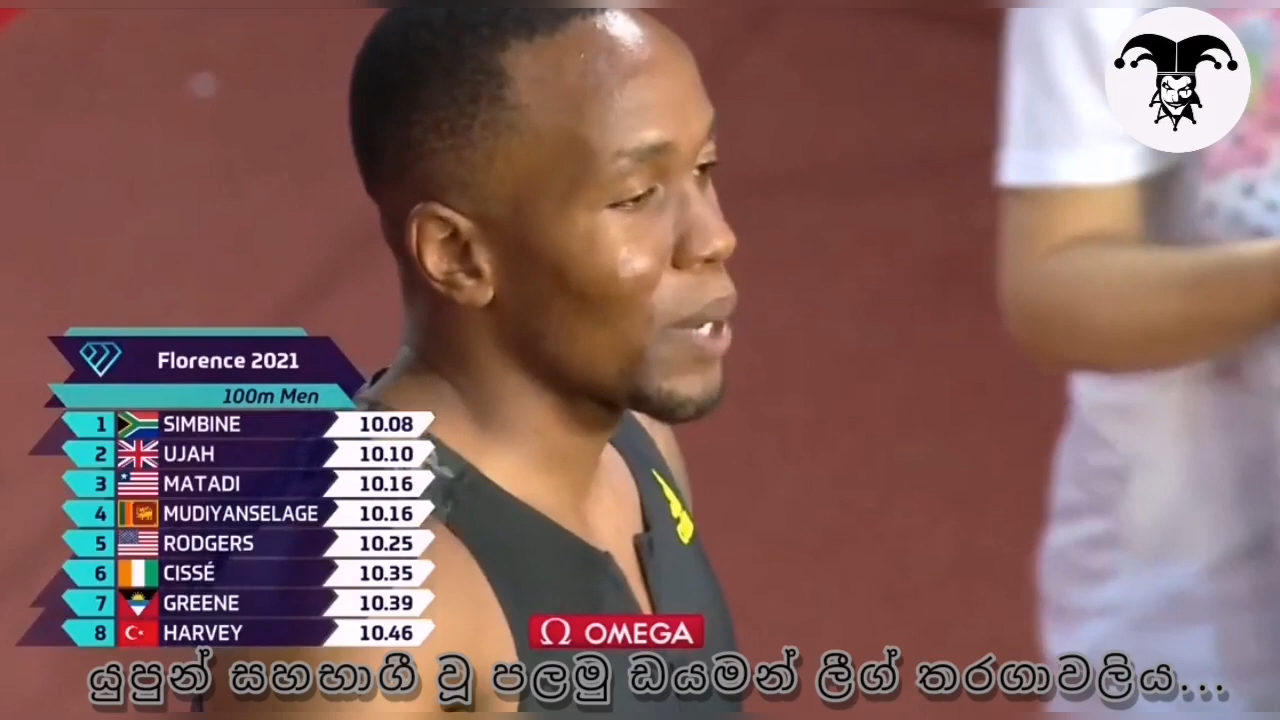 Florence 2021
100m Men
1 SIMBINE 10.08
2 UJAH 10.10
3 MATADI 10.16
4 MUDIYANSELAGE 10.16
5 RODGERS 10.25
6 CISSÉ 10.35
7 GREENE 10.39
8 HARVEY 10.46
Ω OMEGA
යුපුන් සහභාගී වූ පලමු ඩයමන් ලීග් තරගාවලිය...